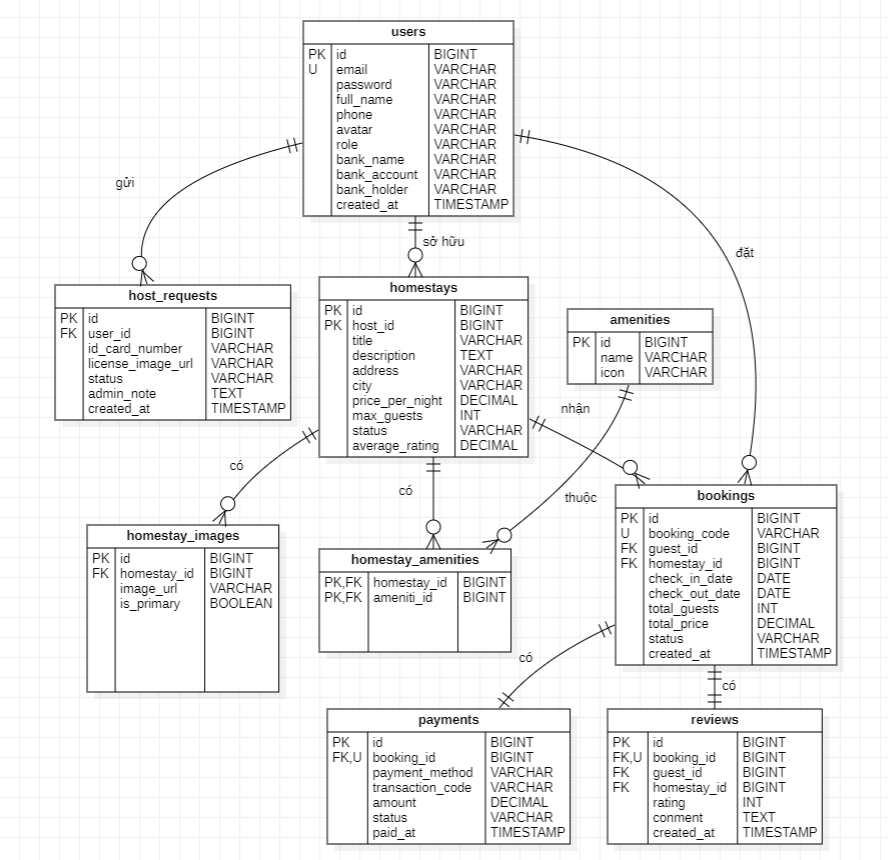 users
PK id BIGINT
U email VARCHAR
password VARCHAR
full_name VARCHAR
phone VARCHAR
avatar VARCHAR
role VARCHAR
bank_name VARCHAR
bank_account VARCHAR
bank_holder VARCHAR
created_at TIMESTAMP
gửi
sở hữu
đặt
host_requests
PK id BIGINT
FK user_id BIGINT
id_card_number VARCHAR
license_image_url VARCHAR
status VARCHAR
admin_note TEXT
created_at TIMESTAMP
homestays
PK id BIGINT
PK host_id BIGINT
title VARCHAR
description TEXT
address VARCHAR
city VARCHAR
price_per_night DECIMAL
max_guests INT
status VARCHAR
average_rating DECIMAL
amenities
PK id BIGINT
name VARCHAR
icon VARCHAR
nhận
có
có
thuộc
homestay_images
PK id BIGINT
FK homestay_id BIGINT
image_url VARCHAR
is_primary BOOLEAN
homestay_amenities
PK,FK homestay_id BIGINT
PK,FK ameniti_id BIGINT
bookings
PK id BIGINT
U booking_code VARCHAR
FK guest_id BIGINT
FK homestay_id BIGINT
check_in_date DATE
check_out_date DATE
total_guests INT
total_price DECIMAL
status VARCHAR
created_at TIMESTAMP
có
có
payments
PK id BIGINT
FK,U booking_id BIGINT
payment_method VARCHAR
transaction_code VARCHAR
amount DECIMAL
status VARCHAR
paid_at TIMESTAMP
reviews
PK id BIGINT
FK,U booking_id BIGINT
FK guest_id BIGINT
FK homestay_id BIGINT
rating INT
conment TEXT
created_at TIMESTAMP